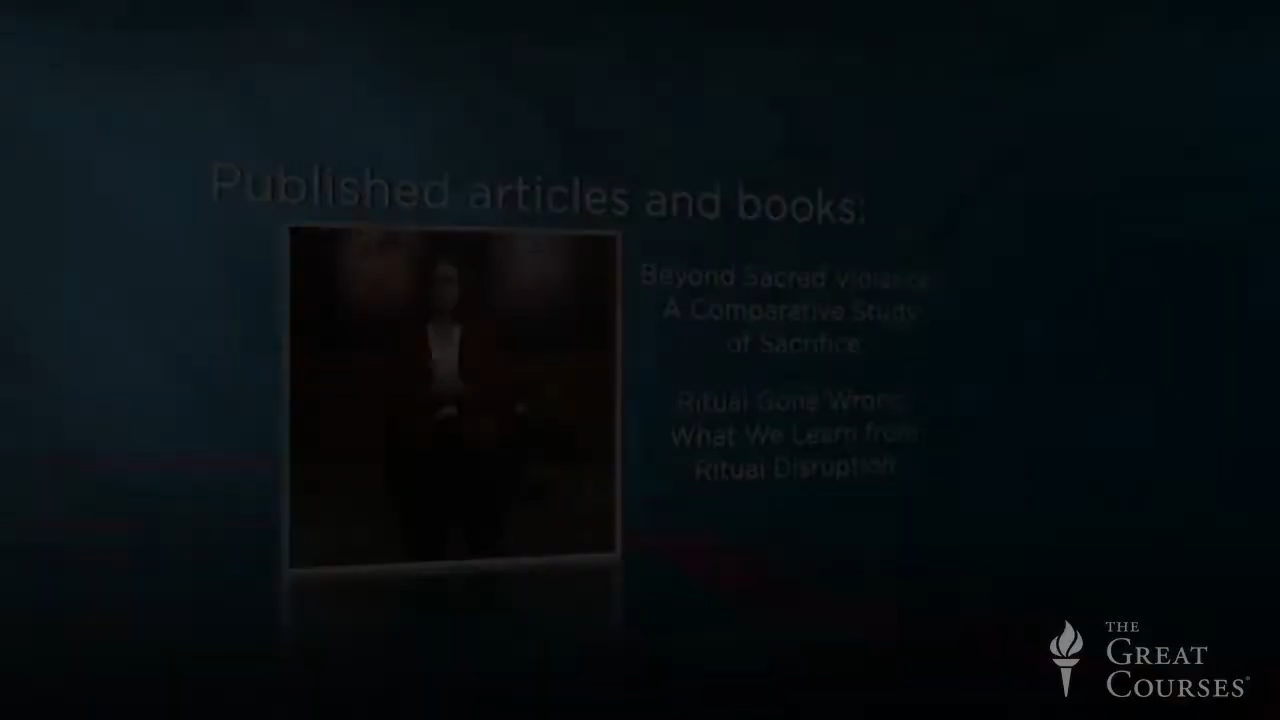 Published articles and books:
Beyond Sacred Violence
A Comparative Study
of Sacrifice
Ritual Gone Wrong:
What We Learn from
Ritual Disruption
THE
GREAT
COURSES®